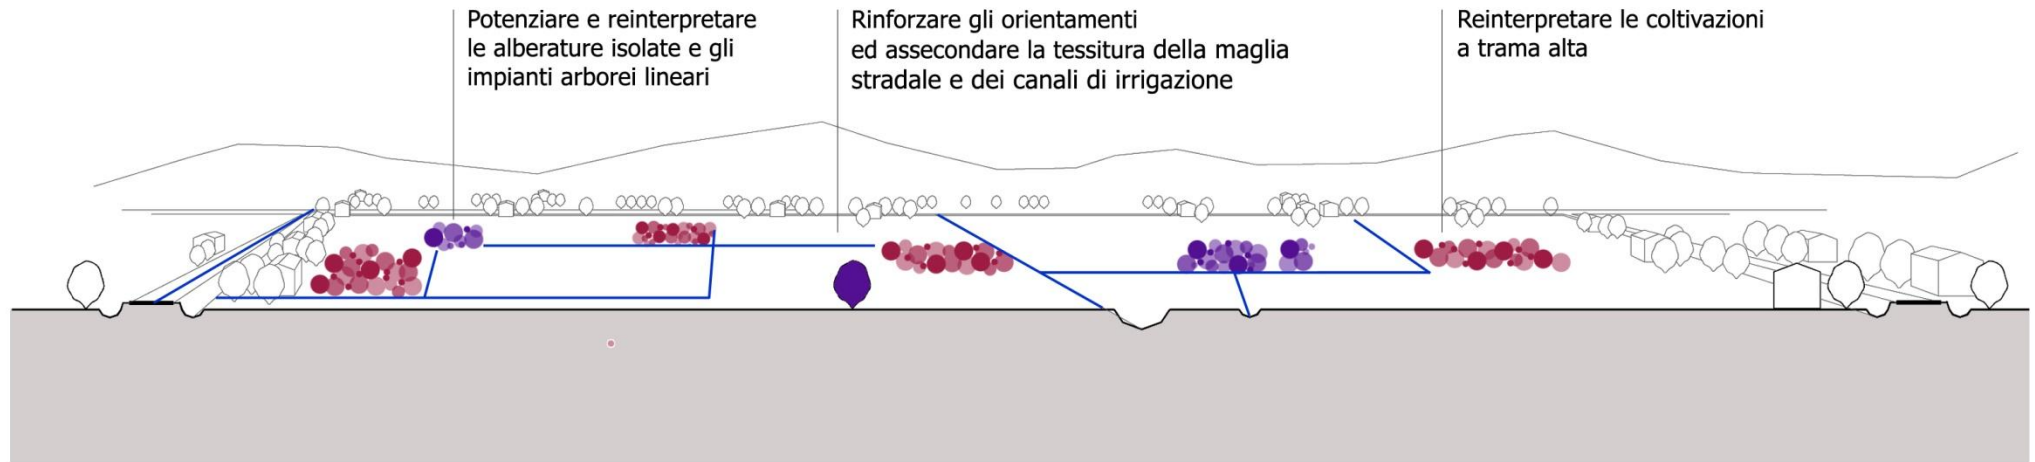 Potenziare e reinterpretare
le alberature isolate e gli
impianti arborei lineari
Rinforzare gli orientamenti
ed assecondare la tessitura della maglia
stradale e dei canali di irrigazione
Reinterpretare le coltivazioni
a trama alta